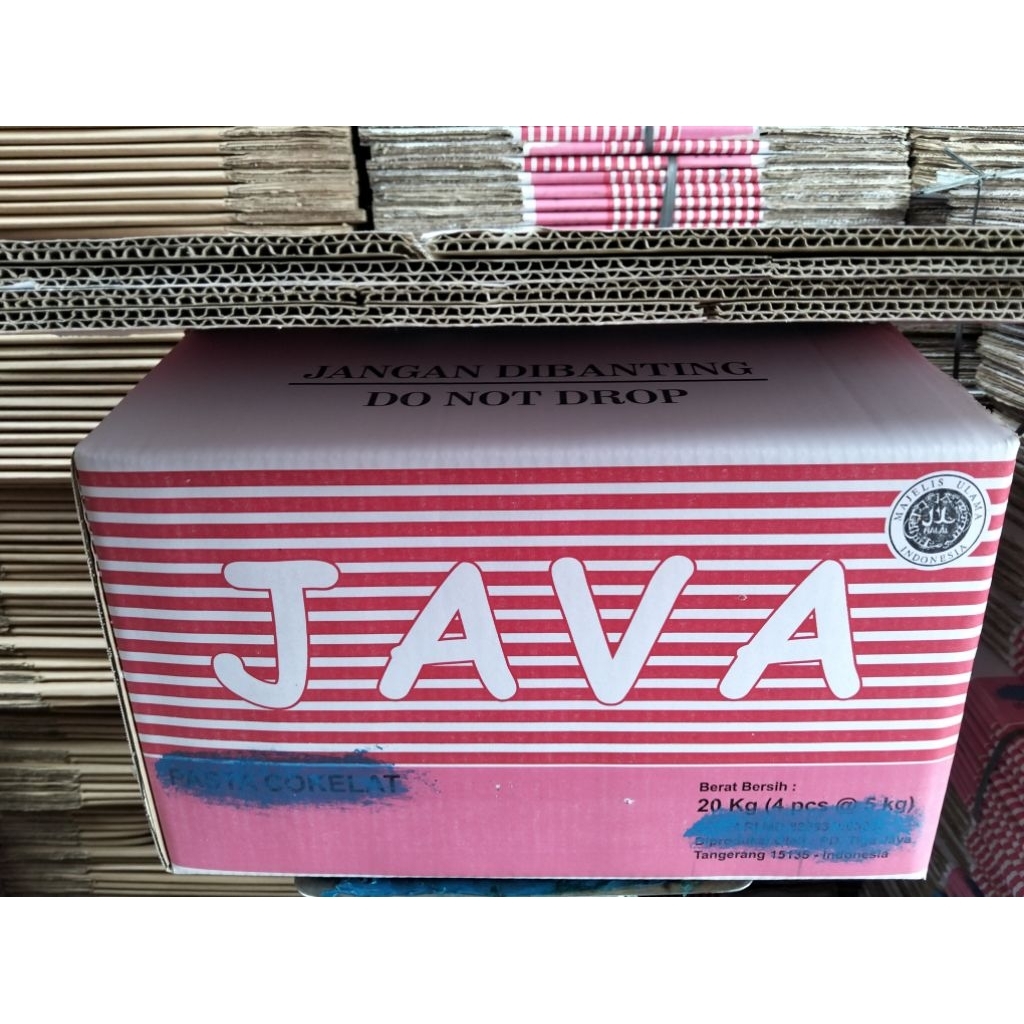 JANGAN DIBANTING
DO NOT DROP
MAJELIS ULAMA
HALAL
INDONESIA
JAVA
PASTA COKELAT
Berat Bersih :
20 Kg (4 pcs @ 5 kg)
Tangerang 15135 - Indonesia